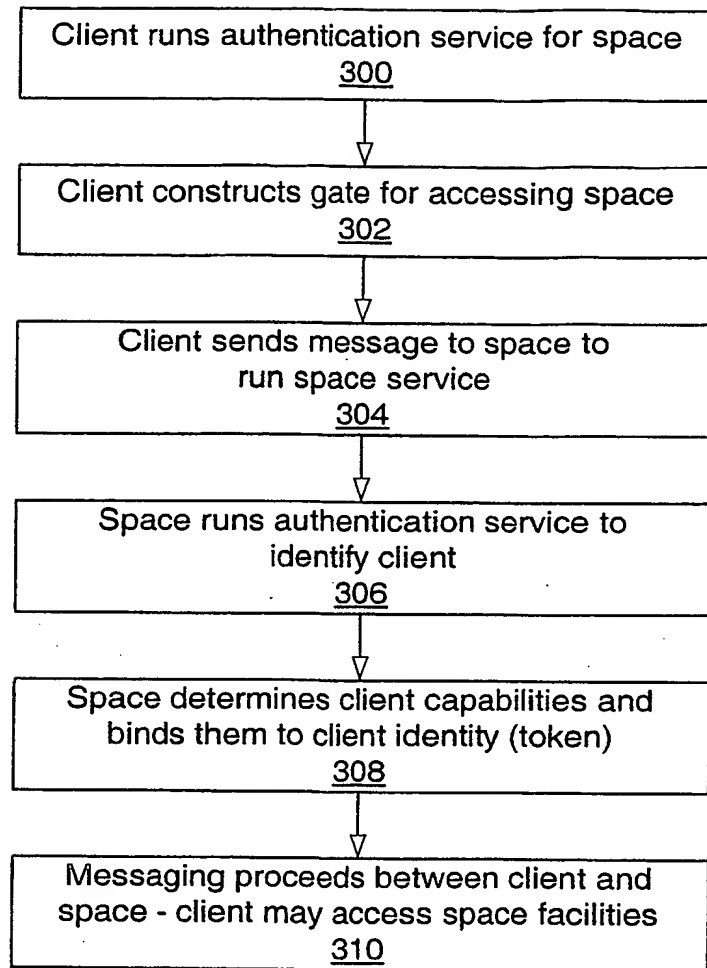 Client runs authentication service for space
300
Client constructs gate for accessing space
302
Client sends message to space to
run space service
304
Space runs authentication service to
identify client
306
Space determines client capabilities and
binds them to client identity (token)
308
Messaging proceeds between client and
space - client may access space facilities
310